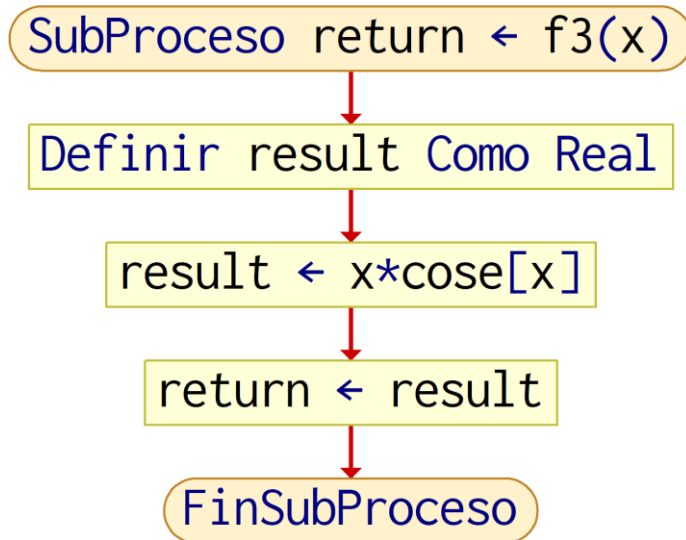 SubProceso return ← f3(x)
Definir result Como Real
result ← x*cose[x]
return ← result
FinSubProceso